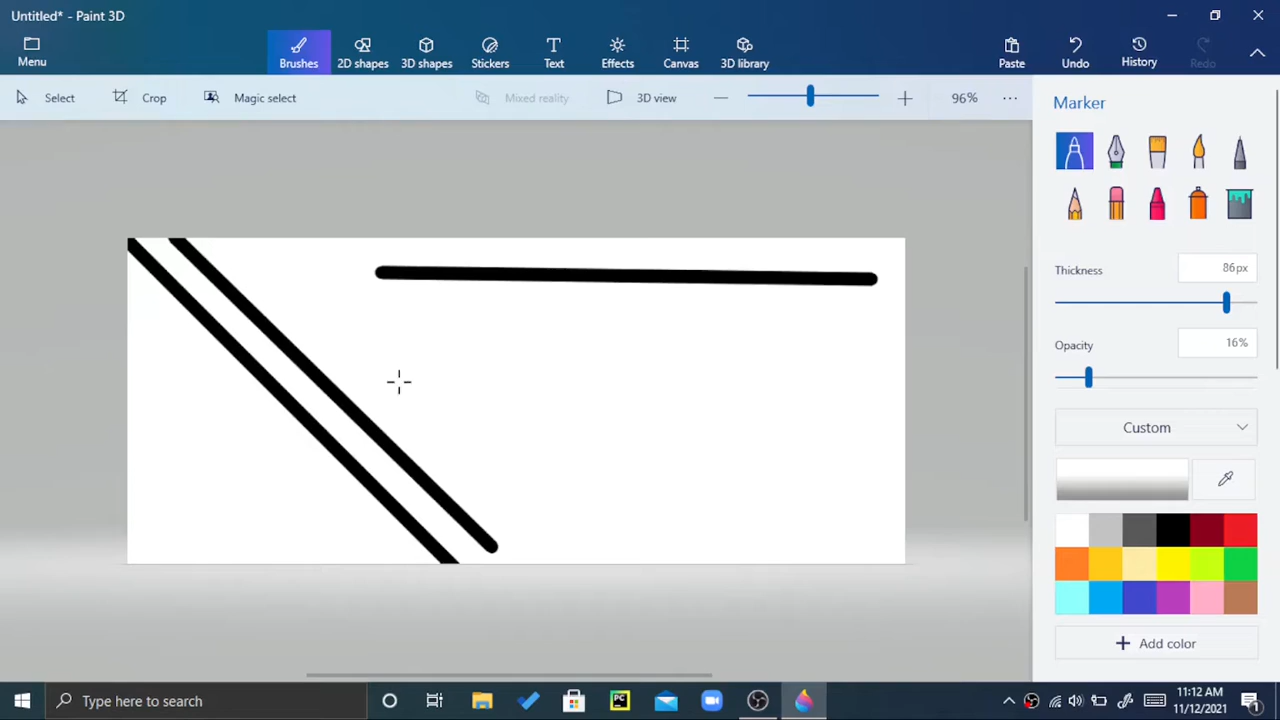 Untitled* - Paint 3D
Menu
Brushes
2D shapes
3D shapes
Stickers
Text
Effects
Canvas
3D library
Paste
Undo
History
Redo
Select
Crop
Magic select
Mixed reality
3D view
96%
Marker
Thickness
86px
Opacity
16%
Custom
Add color
Type here to search
PC
11:12 AM
11/12/2021
1